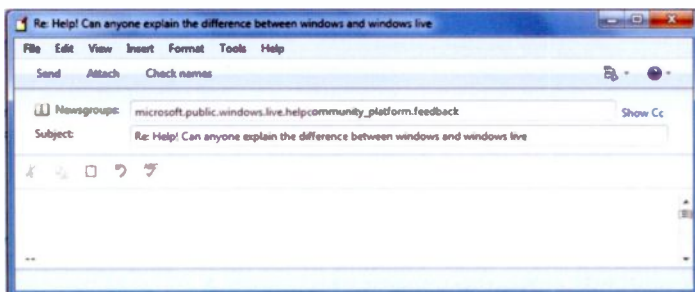 Re: Help! Can anyone explain the difference between windows and windows live
File Edit View Insert Format Tools Help
Send Attach Check names
Newsgroups: microsoft.public.windows.live.helpcommunity_platform.feedback Show Cc
Subject: Re: Help! Can anyone explain the difference between windows and windows live
--